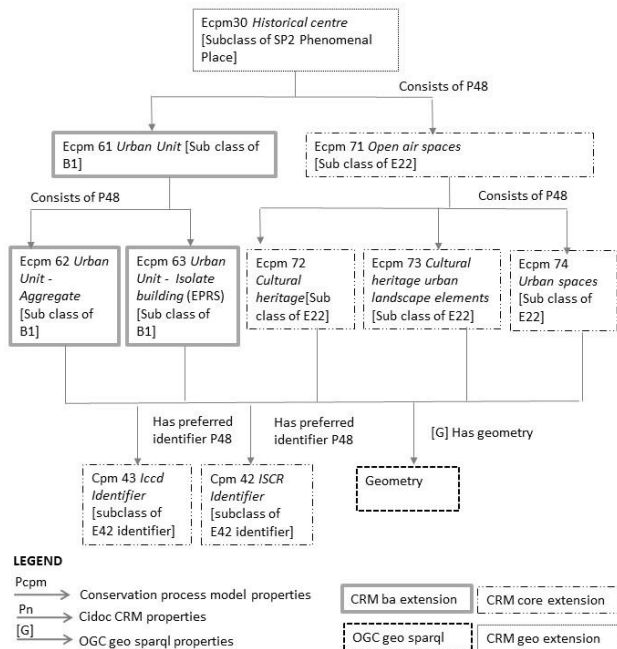 Ecpm30 Historical centre
[Subclass of SP2 Phenomenal
Place]
Consists of P48
Ecpm 61 Urban Unit [Sub class of
B1]
Ecpm 71 Open air spaces
[Sub class of E22]
Consists of P48
Consists of P48
Ecpm 62 Urban
Unit -
Aggregate
[Sub class of
B1]
Ecpm 63 Urban
Unit - Isolate
building (EPRS)
[Sub class of
B1]
Ecpm 72
Cultural
heritage[Sub
class of E22]
Ecpm 73 Cultural
heritage urban
landscape elements
[Sub class of E22]
Ecpm 74
Urban spaces
[Sub class of
E22]
Has preferred
identifier P48
Has preferred
identifier P48
[G] Has geometry
Cpm 43 Iccd
Identifier
[subclass of
E42 identifier]
Cpm 42 ISCR
Identifier
[subclass of
E42 identifier]
Geometry
LEGEND
Pcpm
Conservation process model properties
Pn
Cidoc CRM properties
[G]
OGC geo sparql properties
CRM ba extension
CRM core extension
OGC geo sparql
CRM geo extension